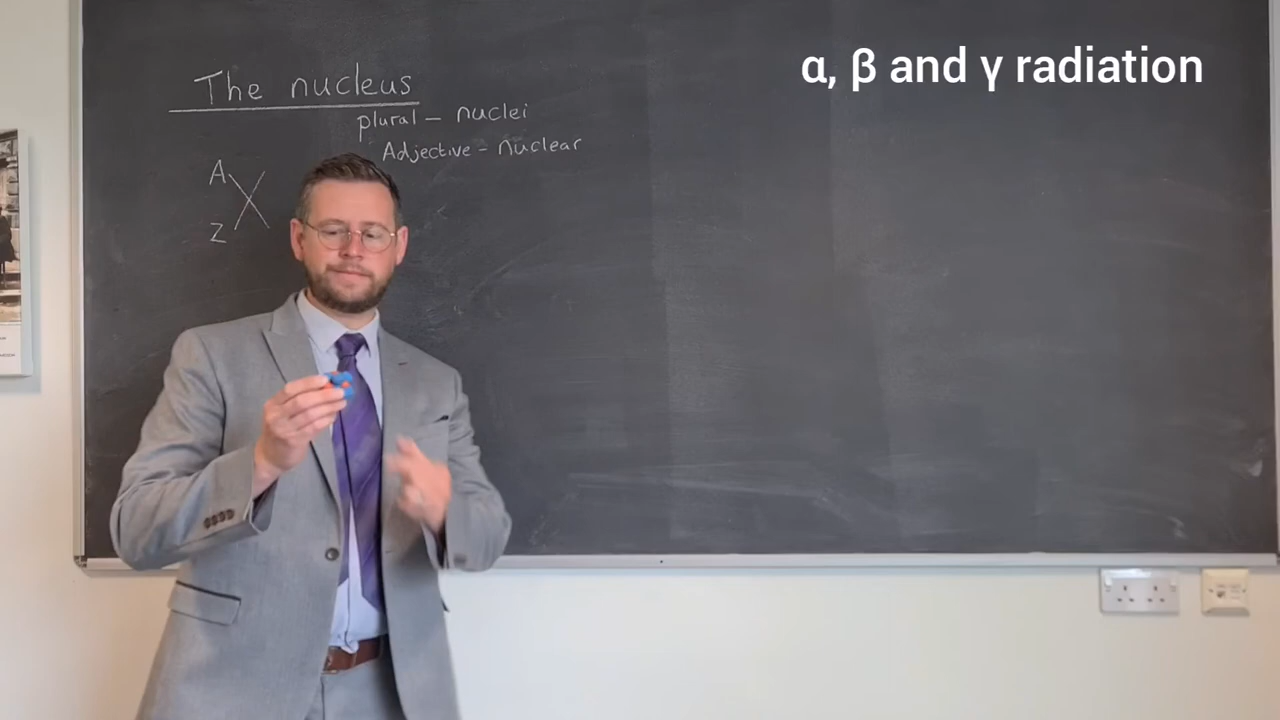 The nucleus
α, β and γ radiation
plural – nuclei
Adjective – nuclear
A
X
Z